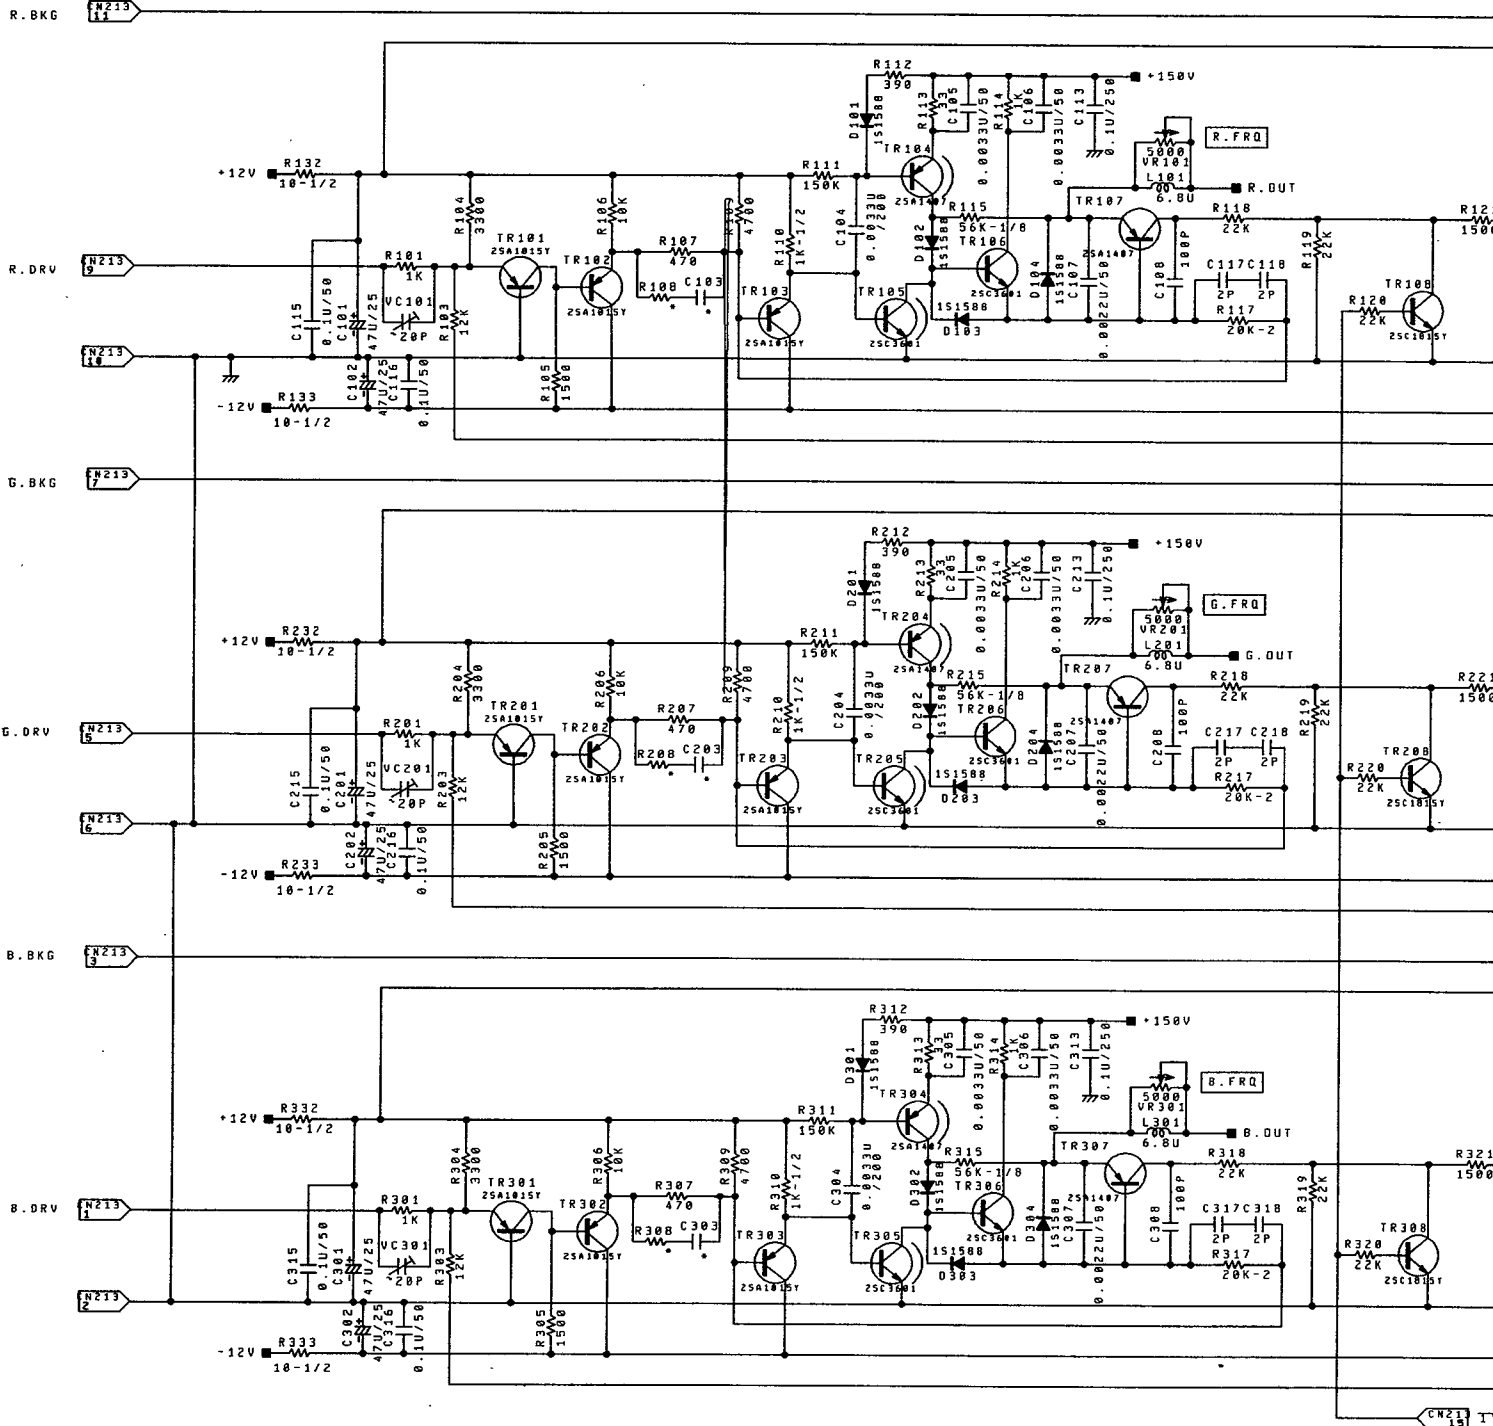 R.BKG
CN213
11
R112
390
+150V
R113
33
C105
0.0033U/50
R114
1K
C106
0.0033U/50
C113
0.1U/250
D101
1S1588
5000
VR101
R.FRQ
TR104
2SA1407
+12V
R132
10-1/2
R111
150K
L101
6.8U
R.OUT
R104
3300
R106
10K
4700
R110
1K-1/2
C104
0.0033U
/200
R115
56K-1/8
D102
1S1588
TR106
2SC3601
TR107
2SA1407
R118
22K
R119
22K
R.DRV
CN213
9
R101
1K
VC101
20P
R103
12K
TR101
2SA1015Y
TR102
2SA1015Y
R107
470
R108
*
C103
*
TR103
2SA1015Y
TR105
2SC3601
1S1588
D103
D104
1S1588
C107
0.0022U/50
C108
100P
C117
2P
C118
2P
R117
20K-2
R120
22K
TR108
2SC1815Y
C115
0.1U/50
C101
47U/25
CN213
10
C102
47U/25
C116
0.1U/50
R105
1500
-12V
R133
10-1/2
G.BKG
CN213
7
R212
390
+150V
R213
33
C205
0.0033U/50
R214
1K
C206
0.0033U/50
C213
0.1U/250
D201
1S1588
5000
VR201
G.FRQ
TR204
2SA1407
+12V
R232
10-1/2
R211
150K
L201
6.8U
G.OUT
R204
3300
R206
10K
R209
4700
R210
1K-1/2
C204
0.0033U
/200
R215
56K-1/8
D202
1S1588
TR206
2SC3601
TR207
2SA1407
R218
22K
R219
22K
R221
1500
G.DRV
CN213
5
R201
1K
VC201
20P
R203
12K
TR201
2SA1015Y
TR202
2SA1015Y
R207
470
R208
*
C203
*
TR203
2SA1015Y
TR205
2SC3601
1S1588
D203
D204
1S1588
C207
0.0022U/50
C208
100P
C217
2P
C218
2P
R217
20K-2
R220
22K
TR208
2SC1815Y
C215
0.1U/50
C201
47U/25
CN213
6
C202
47U/25
C216
0.1U/50
R205
1500
-12V
R233
10-1/2
B.BKG
CN213
3
R312
390
+150V
R313
33
C305
0.0033U/50
R314
1K
C306
0.0033U/50
C313
0.1U/250
D301
1S1588
5000
VR301
B.FRQ
TR304
2SA1407
+12V
R332
10-1/2
R311
150K
L301
6.8U
B.OUT
R304
3300
R306
10K
R309
4700
R310
1K-1/2
C304
0.0033U
/200
R315
56K-1/8
D302
1S1588
TR306
2SC3601
TR307
2SA1407
R318
22K
R319
22K
R321
1500
B.DRV
CN213
1
R301
1K
VC301
20P
R303
12K
TR301
2SA1015Y
TR302
2SA1015Y
R307
470
R308
*
C303
*
TR303
2SA1015Y
TR305
2SC3601
1S1588
D303
D304
1S1588
C307
0.0022U/50
C308
100P
C317
2P
C318
2P
R317
20K-2
R320
22K
TR308
2SC1815Y
C315
0.1U/50
C301
47U/25
CN213
2
C302
47U/25
C316
0.1U/50
R305
1500
-12V
R333
10-1/2
CN213
15